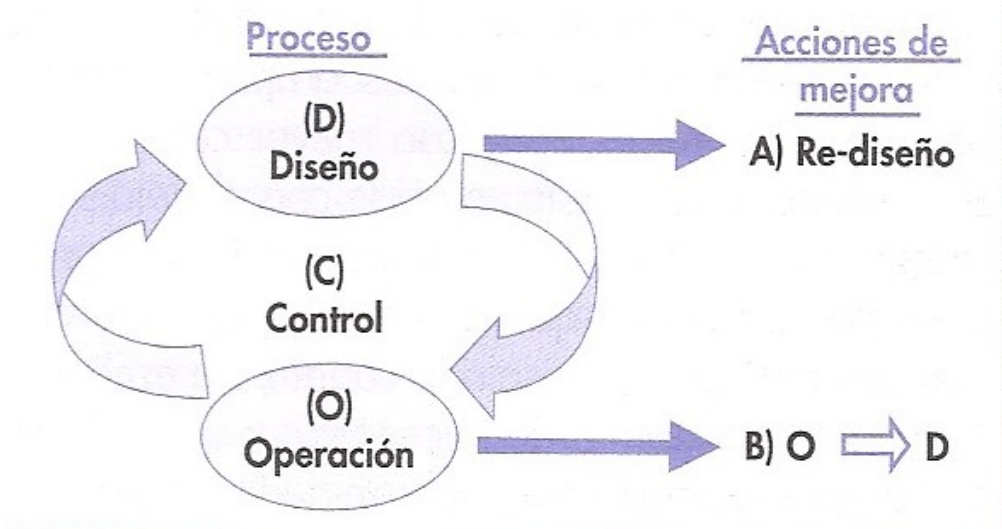 Proceso
Acciones de
mejora
(D)
Diseño
A) Re-diseño
(C)
Control
(O)
Operación
B) O D